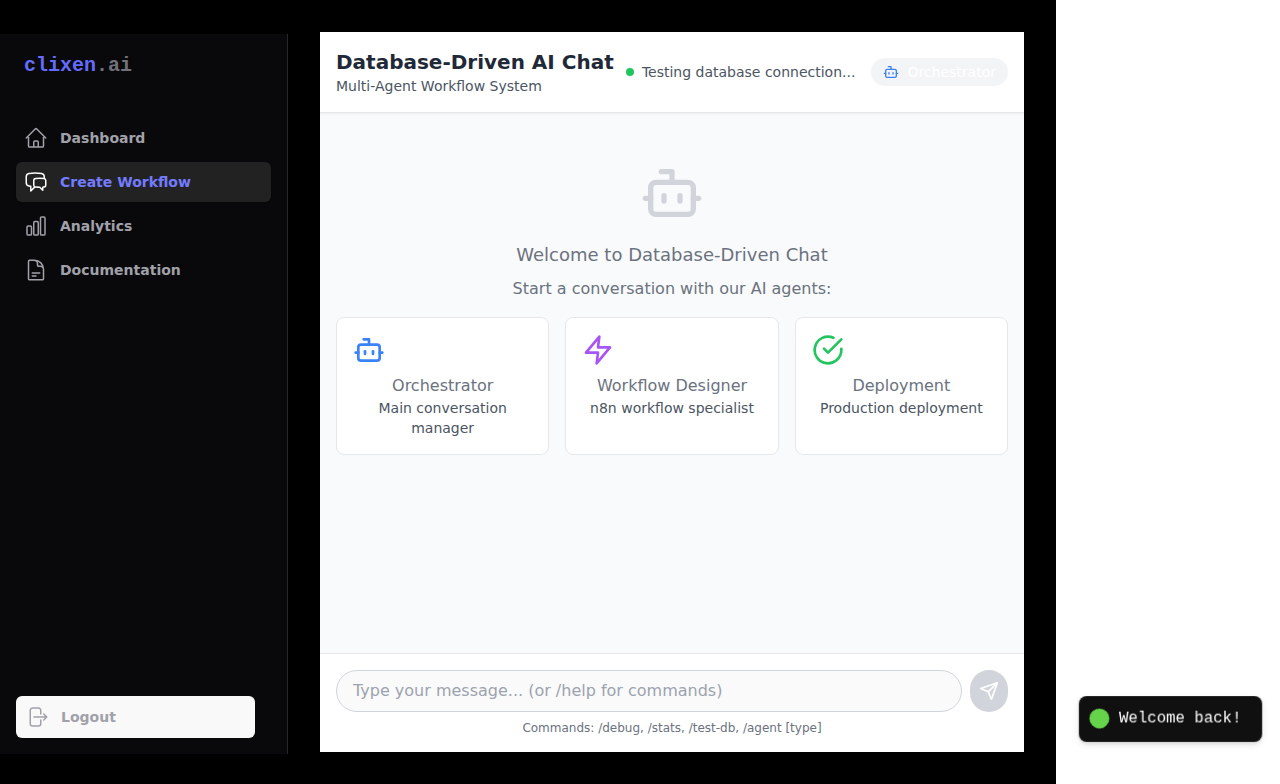 clixen.ai
Dashboard
Create Workflow
Analytics
Documentation
Logout
Database-Driven AI Chat
Multi-Agent Workflow System
Testing database connection...
Orchestrator
Welcome to Database-Driven Chat
Start a conversation with our AI agents:
Orchestrator
Main conversation
manager
Workflow Designer
n8n workflow specialist
Deployment
Production deployment
Type your message... (or /help for commands)
Commands: /debug, /stats, /test-db, /agent [type]
Welcome back!